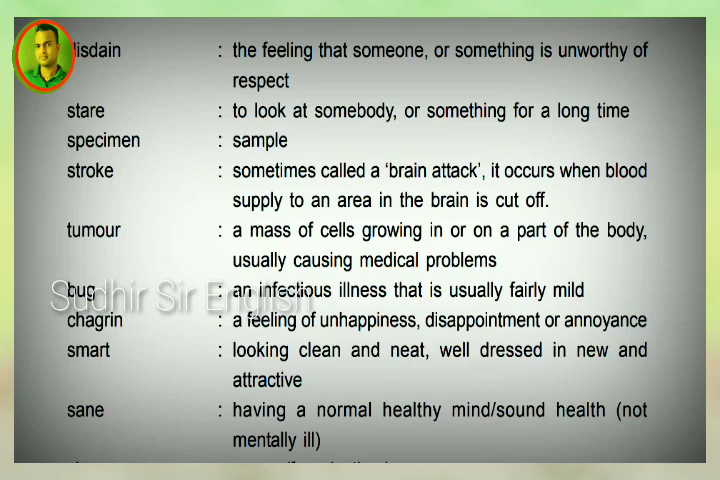 disdain : the feeling that someone, or something is unworthy of
respect
stare : to look at somebody, or something for a long time
specimen : sample
stroke : sometimes called a ‘brain attack’, it occurs when blood
supply to an area in the brain is cut off.
tumour : a mass of cells growing in or on a part of the body,
usually causing medical problems
bug : an infectious illness that is usually fairly mild
Sudhir Sir English
chagrin : a feeling of unhappiness, disappointment or annoyance
smart : looking clean and neat, well dressed in new and
attractive
sane : having a normal healthy mind/sound health (not
mentally ill)